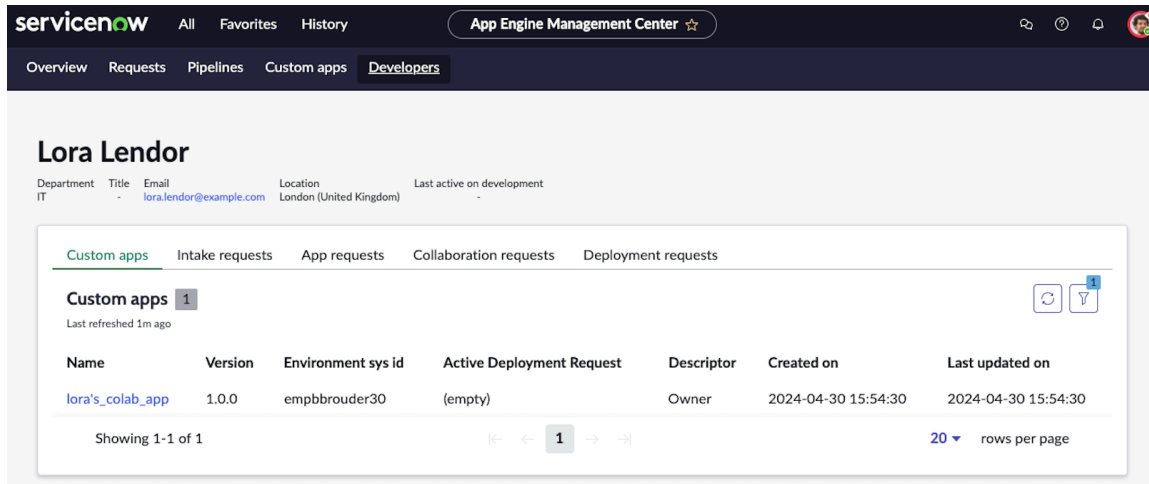 servicenow All Favorites History App Engine Management Center
Overview Requests Pipelines Custom apps Developers
Lora Lendor
Department Title Email Location Last active on development
IT - lora.lendor@example.com London (United Kingdom) -
Custom apps Intake requests App requests Collaboration requests Deployment requests
Custom apps 1
1
Last refreshed 1m ago
Name Version Environment sys id Active Deployment Request Descriptor Created on Last updated on
lora's_colab_app 1.0.0 empbbrouder30 (empty) Owner 2024-04-30 15:54:30 2024-04-30 15:54:30
Showing 1-1 of 1 1 20 rows per page